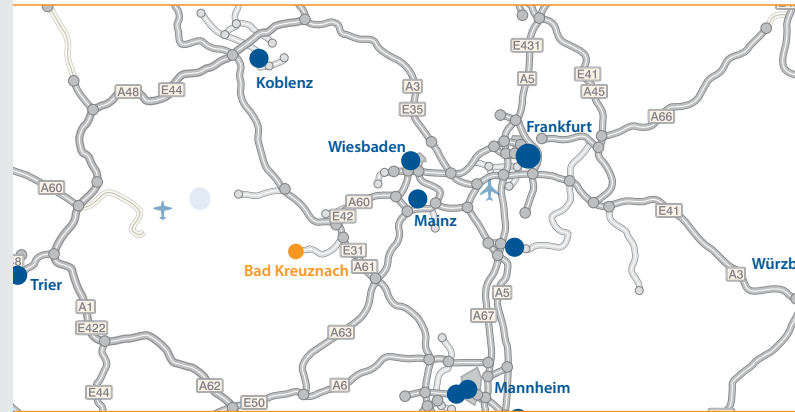 E431
A5
E41
A45
Koblenz
A48
E44
A3
E35
A66
Frankfurt
Wiesbaden
A60
A60
Mainz
E42
E41
E31
Bad Kreuznach
A61
Würzb
A3
8
Trier
A5
A1
A67
E422
A63
A62
A6
Mannheim
E44
E50